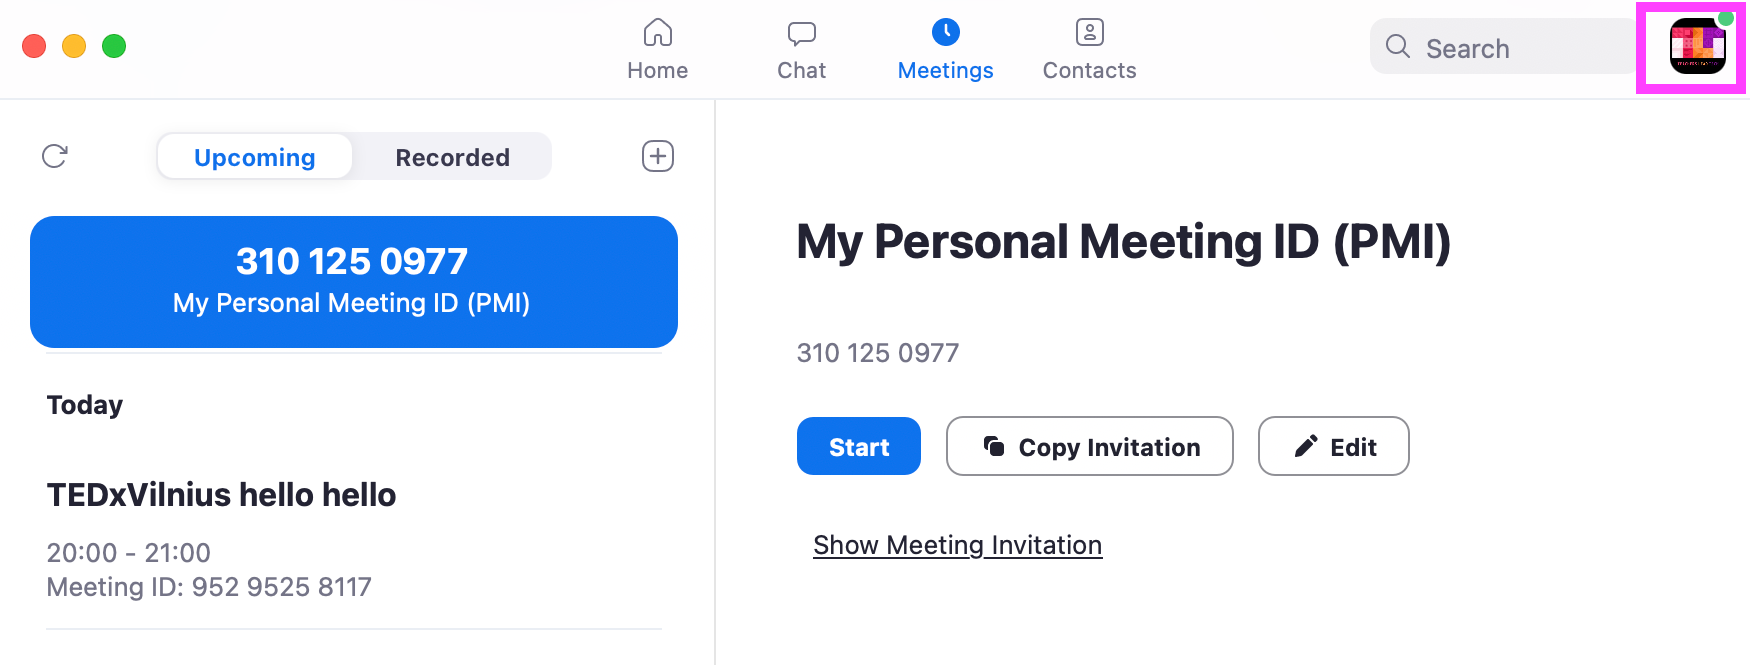 Home
Chat
Meetings
Contacts
Search
Upcoming
Recorded
310 125 0977
My Personal Meeting ID (PMI)
Today
TEDxVilnius hello hello
20:00 - 21:00
Meeting ID: 952 9525 8117
My Personal Meeting ID (PMI)
310 125 0977
Start
Copy Invitation
Edit
Show Meeting Invitation